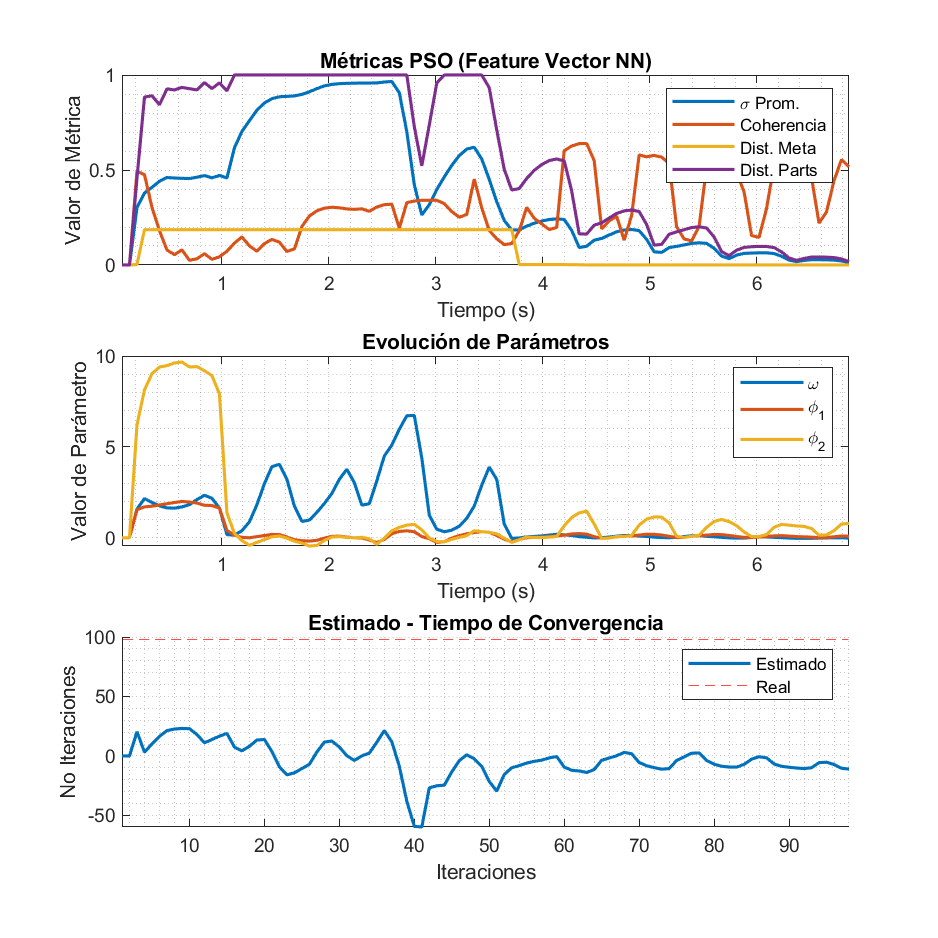 Métricas PSO (Feature Vector NN)
Valor de Métrica
1
0.5
0
σ Prom.
Coherencia
Dist. Meta
Dist. Parts
1 2 3 4 5 6
Tiempo (s)
Evolución de Parámetros
Valor de Parámetro
10
5
0
ω
ϕ1
ϕ2
1 2 3 4 5 6
Tiempo (s)
Estimado - Tiempo de Convergencia
No Iteraciones
100
50
0
-50
Estimado
Real
10 20 30 40 50 60 70 80 90
Iteraciones